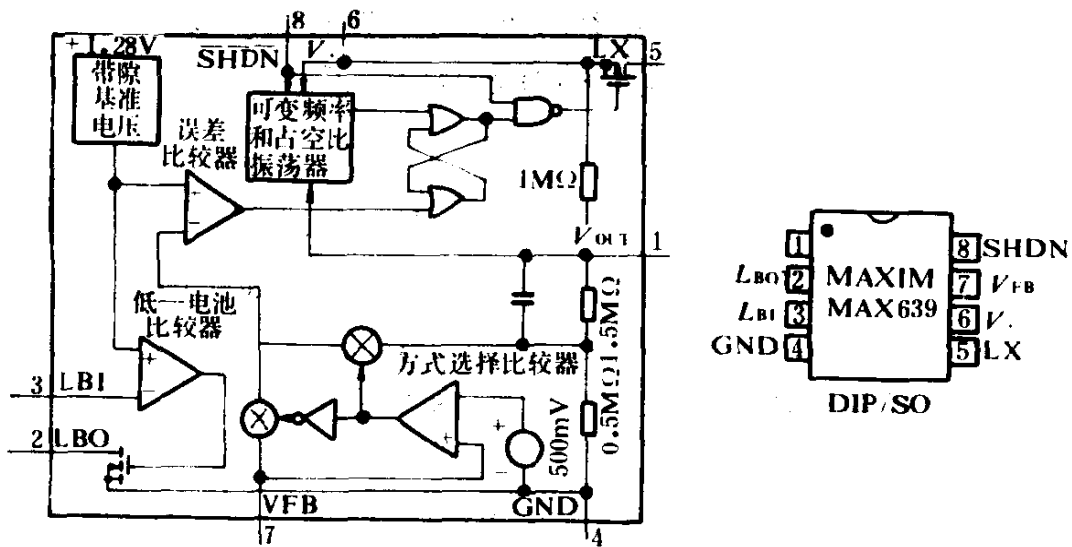 8
6
+1.28V
SHDN
V.
LX
5
带隙
基准
电压
可变频率
和占空比
振荡器
误差
比较器
+
−
1MΩ
VOUT
1
低一电池
比较器
1.5MΩ
方式选择比较器
+
−
3
LBI
2
LBO
+
+
−
500mV
0.5MΩ
VFB
GND
7
4
1
8
SHDN
LBO
2
MAXIM
7
VFB
LBI
3
MAX639
6
V.
GND
4
5
LX
DIP/SO